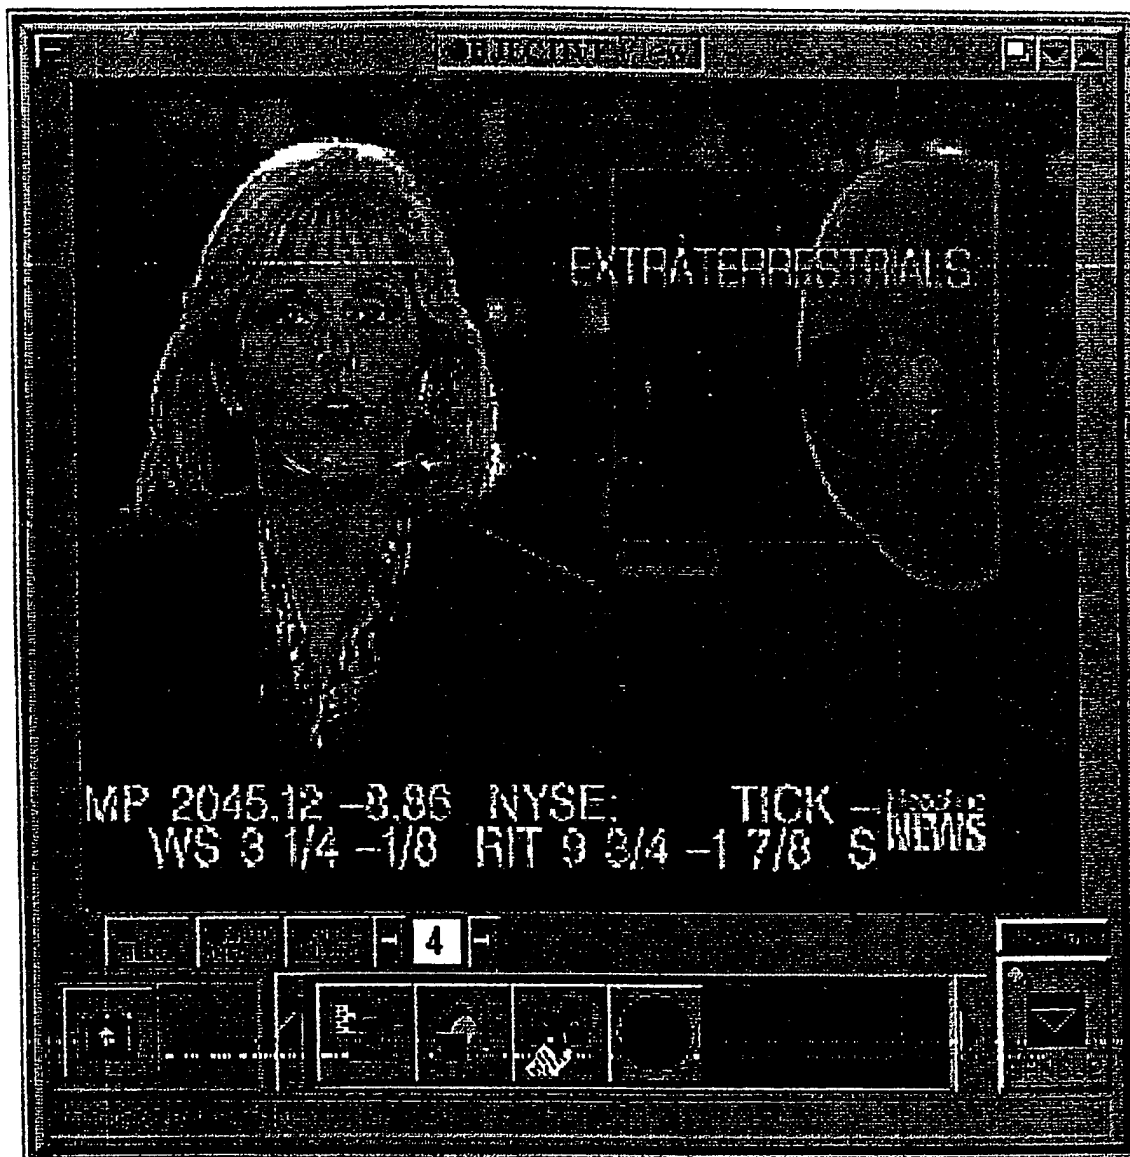 EXTRATERRESTRIALS
MP 2045.12 -8.86 NYSE: TICK -
WS 3 1/4 -1/8 RIT 9 3/4 -1 7/8 S
Headline
NEWS
4